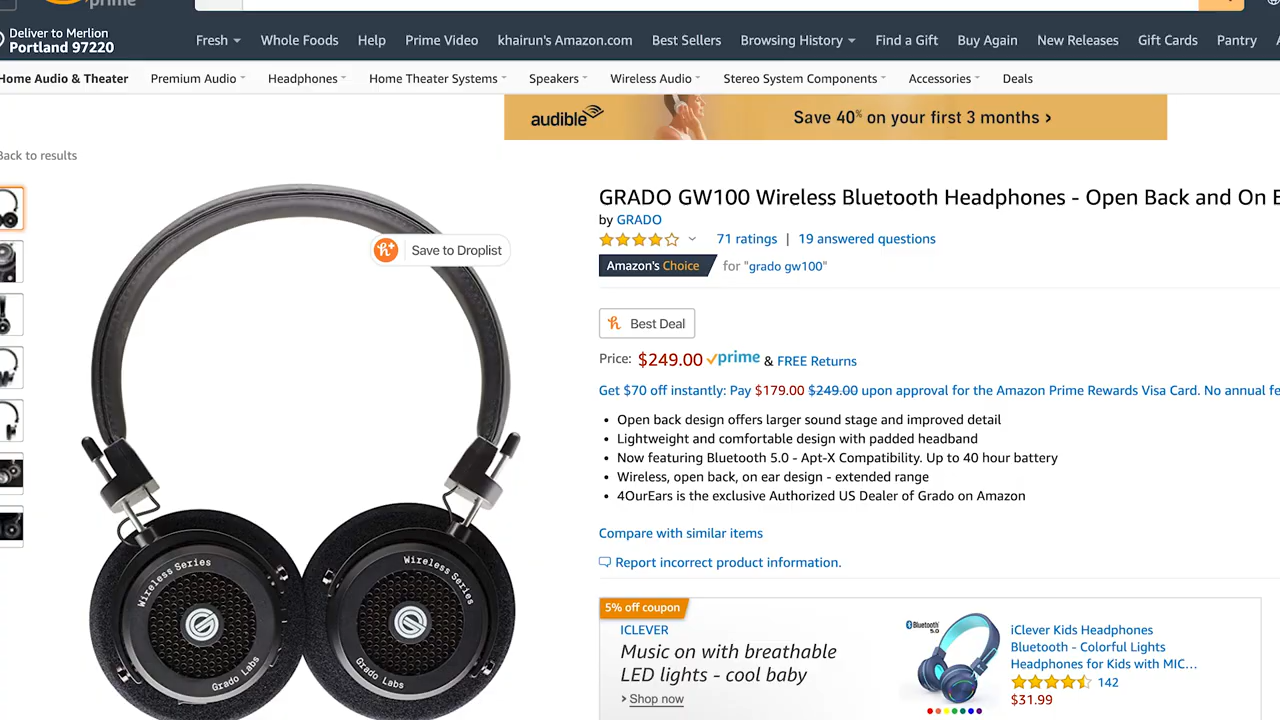 prime
Deliver to Merlion
Portland 97220
Fresh
Whole Foods
Help
Prime Video
khairun's Amazon.com
Best Sellers
Browsing History
Find a Gift
Buy Again
New Releases
Gift Cards
Pantry
Home Audio & Theater
Premium Audio
Headphones
Home Theater Systems
Speakers
Wireless Audio
Stereo System Components
Accessories
Deals
audible
Save 40% on your first 3 months ›
Back to results
GRADO GW100 Wireless Bluetooth Headphones - Open Back and On E
by GRADO
71 ratings | 19 answered questions
Amazon's Choice for "grado gw100"
Save to Droplist
Best Deal
Price: $249.00 prime & FREE Returns
Get $70 off instantly: Pay $179.00 $249.00 upon approval for the Amazon Prime Rewards Visa Card. No annual fe
• Open back design offers larger sound stage and improved detail
• Lightweight and comfortable design with padded headband
• Now featuring Bluetooth 5.0 - Apt-X Compatibility. Up to 40 hour battery
• Wireless, open back, on ear design - extended range
• 4OurEars is the exclusive Authorized US Dealer of Grado on Amazon
Compare with similar items
Report incorrect product information.
Wireless Series
Grado Labs
Wireless Series
Grado Labs
5% off coupon
ICLEVER
Music on with breathable
LED lights - cool baby
› Shop now
Bluetooth
5.0
iClever Kids Headphones
Bluetooth - Colorful Lights
Headphones for Kids with MIC...
142
$31.99